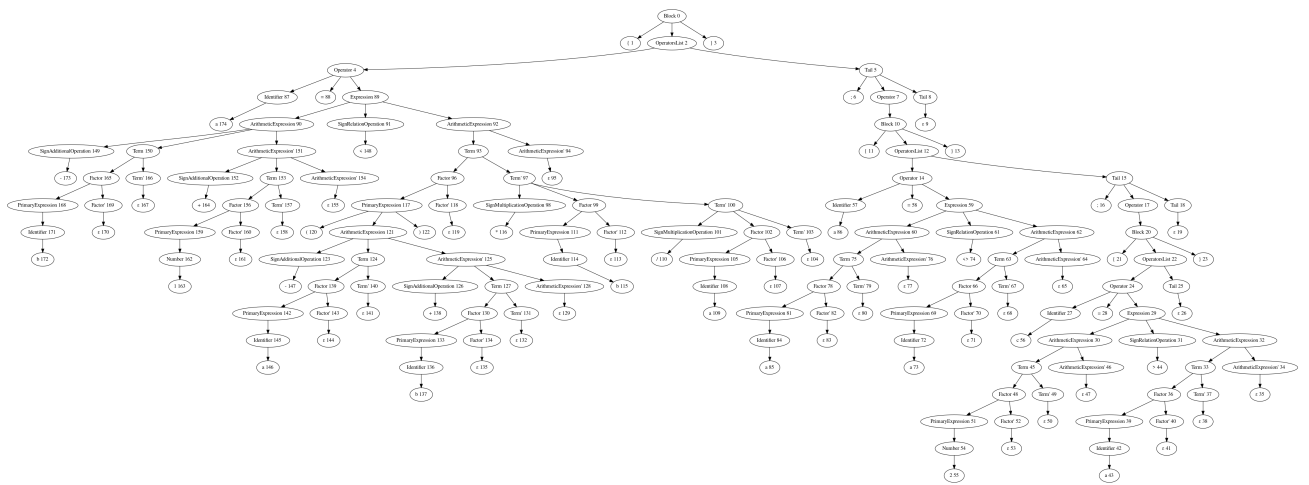 Block 0
{ 1
OperatorsList 2
} 3
Operator 4
Tail 5
Identifier 87
= 88
Expression 89
; 6
Operator 7
Tail 8
a 174
ArithmeticExpression 90
SignRelationOperation 91
ArithmeticExpression 92
Block 10
ε 9
SignAdditionalOperation 149
Term 150
ArithmeticExpression' 151
< 148
Term 93
ArithmeticExpression' 94
{ 11
OperatorsList 12
} 13
- 173
Factor 165
Term' 166
SignAdditionalOperation 152
Term 153
ArithmeticExpression' 154
Factor 96
Term' 97
ε 95
Operator 14
Tail 15
PrimaryExpression 168
Factor' 169
ε 167
+ 164
Factor 156
Term' 157
ε 155
PrimaryExpression 117
Factor' 118
SignMultiplicationOperation 98
Factor 99
Term' 100
Identifier 57
= 58
Expression 59
; 16
Operator 17
Tail 18
Identifier 171
ε 170
PrimaryExpression 159
Factor' 160
ε 158
( 120
ArithmeticExpression 121
) 122
ε 119
* 116
PrimaryExpression 111
Factor' 112
SignMultiplicationOperation 101
Factor 102
Term' 103
a 86
ArithmeticExpression 60
SignRelationOperation 61
ArithmeticExpression 62
Block 20
ε 19
b 172
Number 162
ε 161
SignAdditionalOperation 123
Term 124
ArithmeticExpression' 125
Identifier 114
ε 113
/ 110
PrimaryExpression 105
Factor' 106
ε 104
Term 75
ArithmeticExpression' 76
<> 74
Term 63
ArithmeticExpression' 64
{ 21
OperatorsList 22
} 23
1 163
- 147
Factor 139
Term' 140
SignAdditionalOperation 126
Term 127
ArithmeticExpression' 128
b 115
Identifier 108
ε 107
Factor 78
Term' 79
ε 77
Factor 66
Term' 67
ε 65
Operator 24
Tail 25
PrimaryExpression 142
Factor' 143
ε 141
+ 138
Factor 130
Term' 131
ε 129
a 109
PrimaryExpression 81
Factor' 82
ε 80
PrimaryExpression 69
Factor' 70
ε 68
Identifier 27
= 28
Expression 29
ε 26
Identifier 145
ε 144
PrimaryExpression 133
Factor' 134
ε 132
Identifier 84
ε 83
Identifier 72
ε 71
c 56
ArithmeticExpression 30
SignRelationOperation 31
ArithmeticExpression 32
a 146
Identifier 136
ε 135
a 85
a 73
Term 45
ArithmeticExpression' 46
> 44
Term 33
ArithmeticExpression' 34
b 137
Factor 48
Term' 49
ε 47
Factor 36
Term' 37
ε 35
PrimaryExpression 51
Factor' 52
ε 50
PrimaryExpression 39
Factor' 40
ε 38
Number 54
ε 53
Identifier 42
ε 41
2 55
a 43